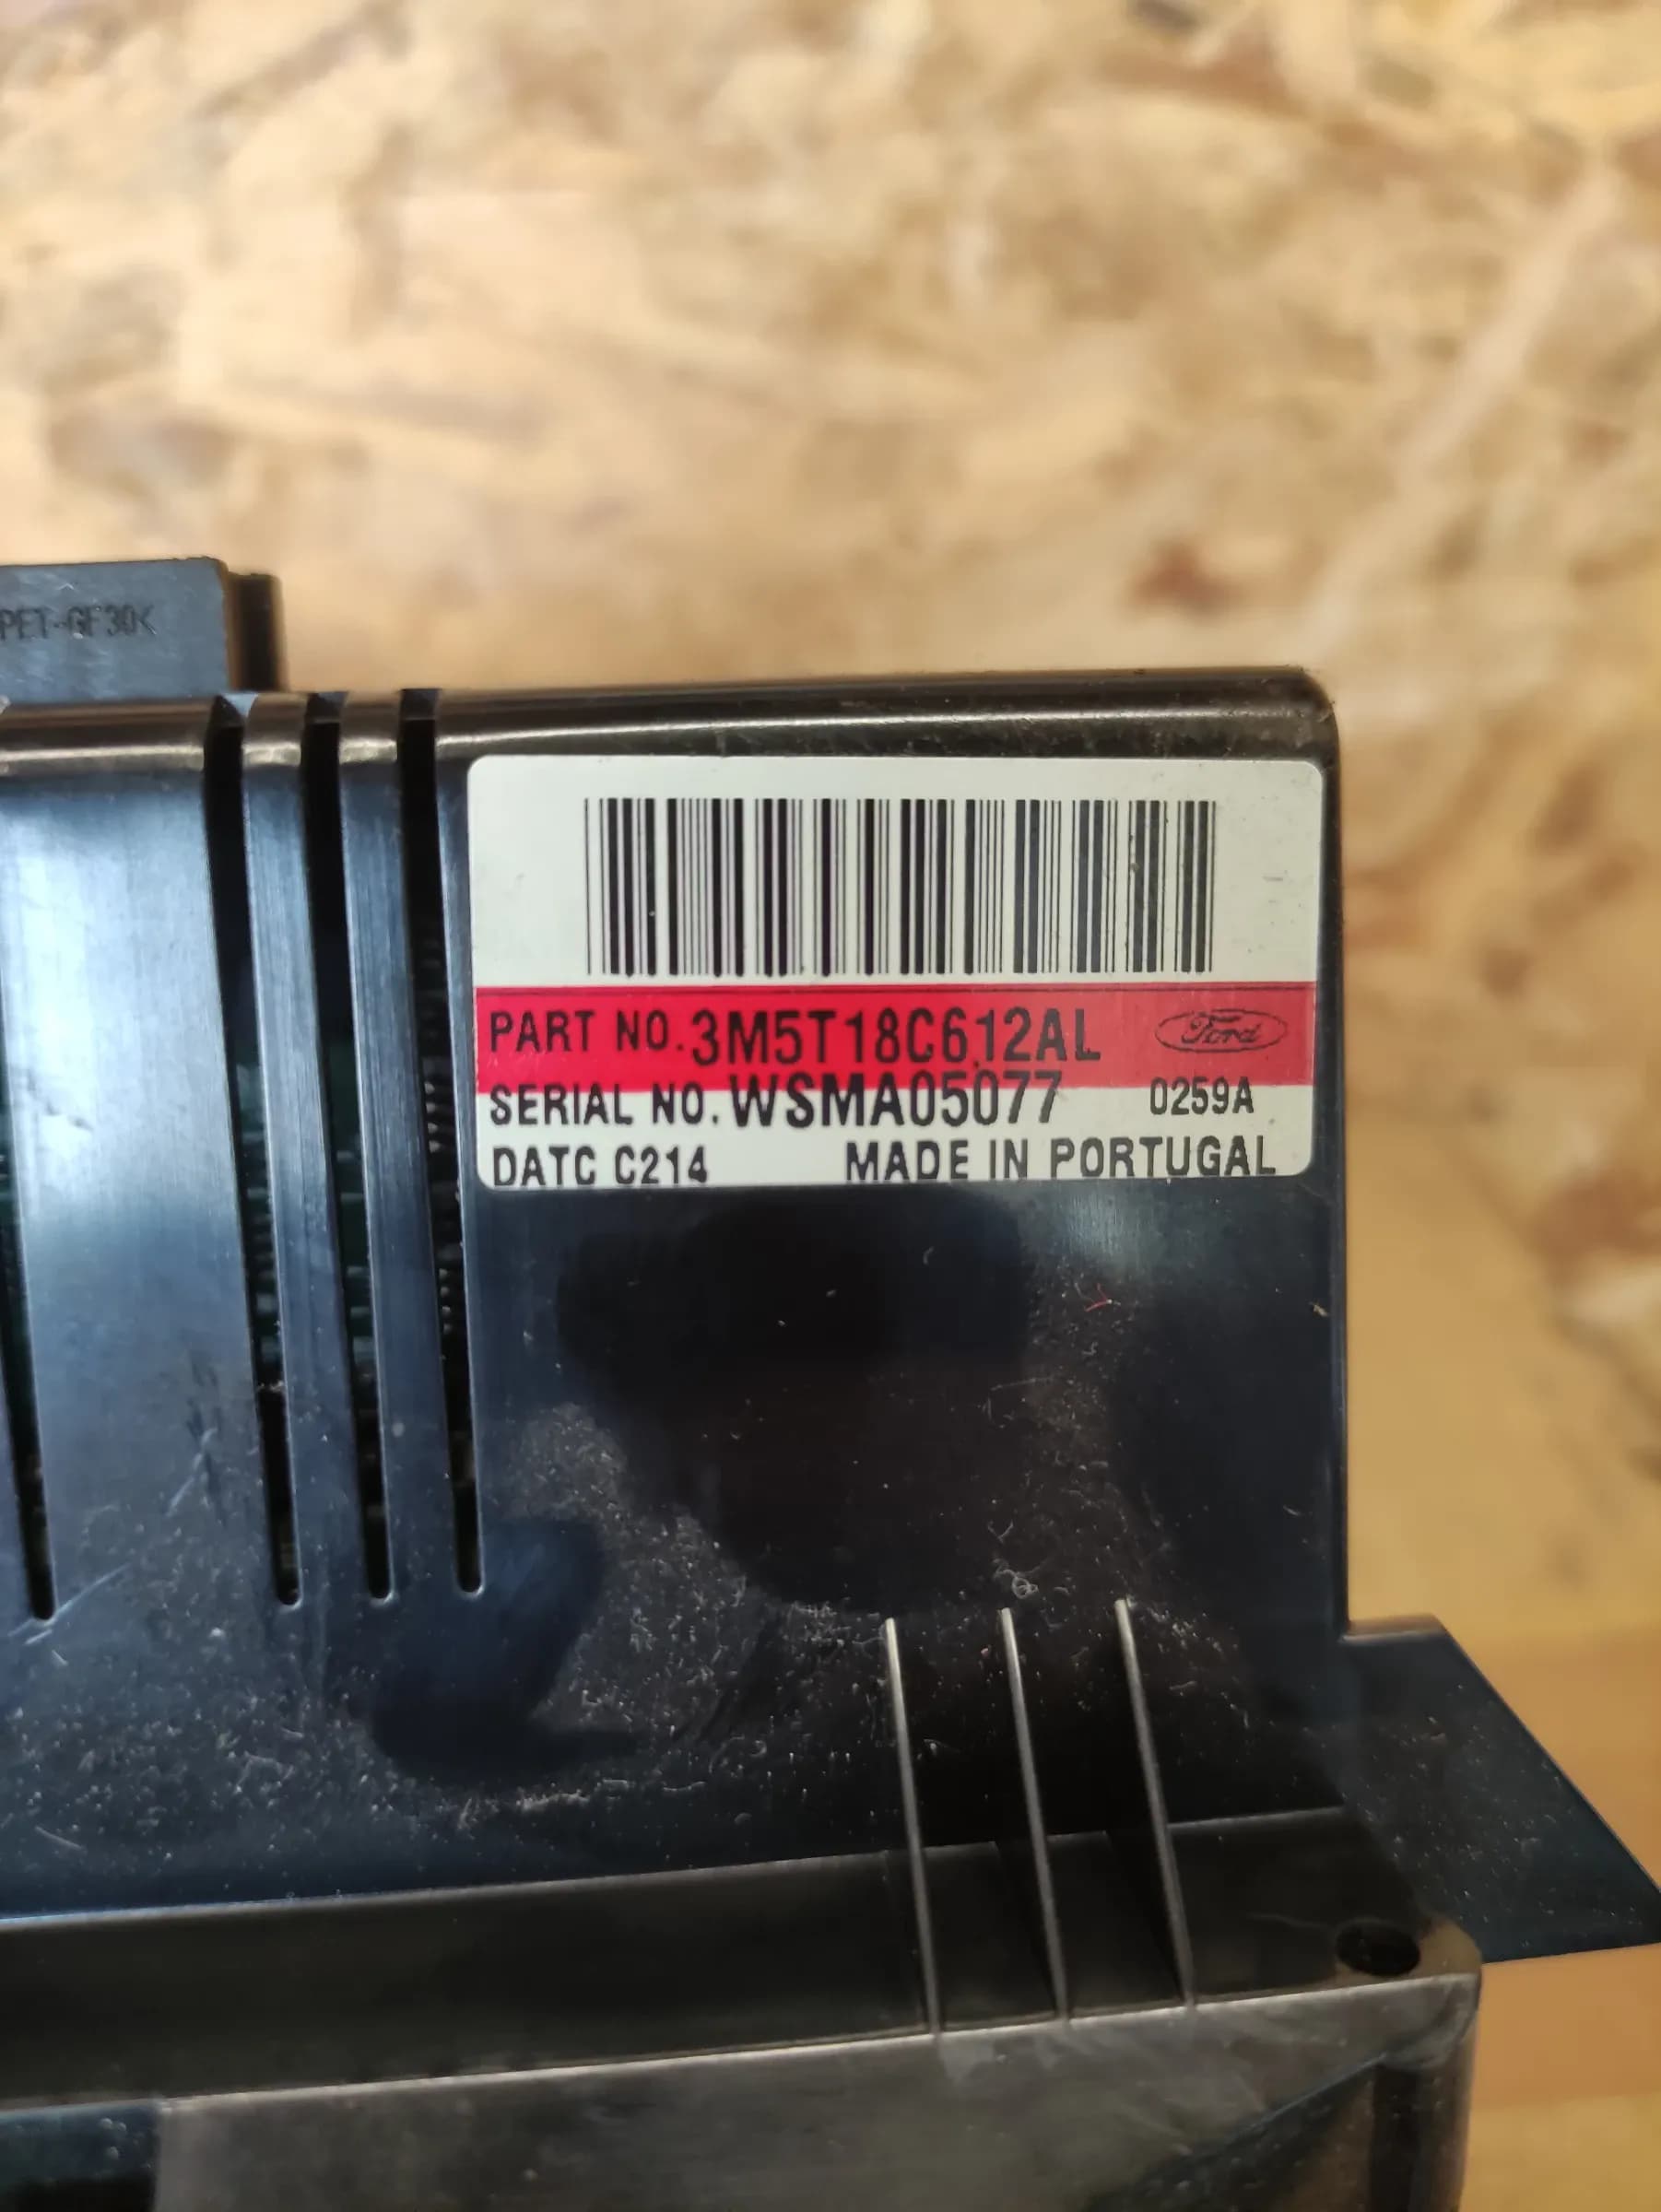 PET-GF30<
PART NO. 3M5T18C612AL Ford
SERIAL NO. WSMA05077 0259A
DATC C214 MADE IN PORTUGAL